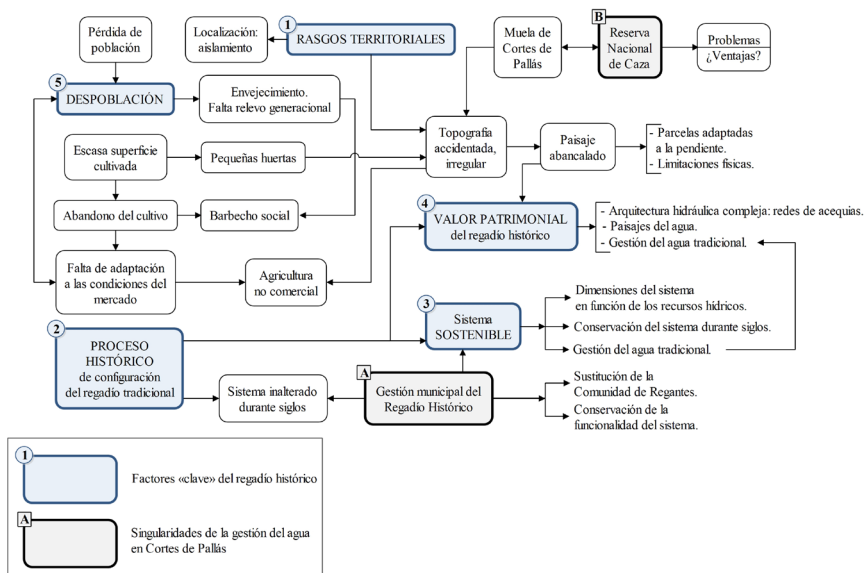 Pérdida de
población
Localización:
aislamiento
1
RASGOS TERRITORIALES
Muela de
Cortes de
Pallás
B
Reserva
Nacional
de Caza
Problemas
¿Ventajas?
5
DESPOBLACIÓN
Envejecimiento.
Falta relevo generacional
Escasa superficie
cultivada
Pequeñas huertas
Topografía
accidentada,
irregular
Paisaje
abancalado
- Parcelas adaptadas
a la pendiente.
- Limitaciones físicas.
Abandono del cultivo
Barbecho social
4
VALOR PATRIMONIAL
del regadío histórico
- Arquitectura hidráulica compleja: redes de acequias.
- Paisajes del agua.
- Gestión del agua tradicional.
Falta de adaptación
a las condiciones del
mercado
Agricultura
no comercial
2
PROCESO
HISTÓRICO
de configuración
del regadío tradicional
3
Sistema
SOSTENIBLE
Dimensiones del sistema
en función de los recursos hídricos.
Conservación del sistema durante siglos.
Gestión del agua tradicional.
Sistema inalterado
durante siglos
A
Gestión municipal del
Regadío Histórico
Sustitución de la
Comunidad de Regantes.
Conservación de la
funcionalidad del sistema.
1
Factores «clave» del regadío histórico
A
Singularidades de la gestión del agua
en Cortes de Pallás